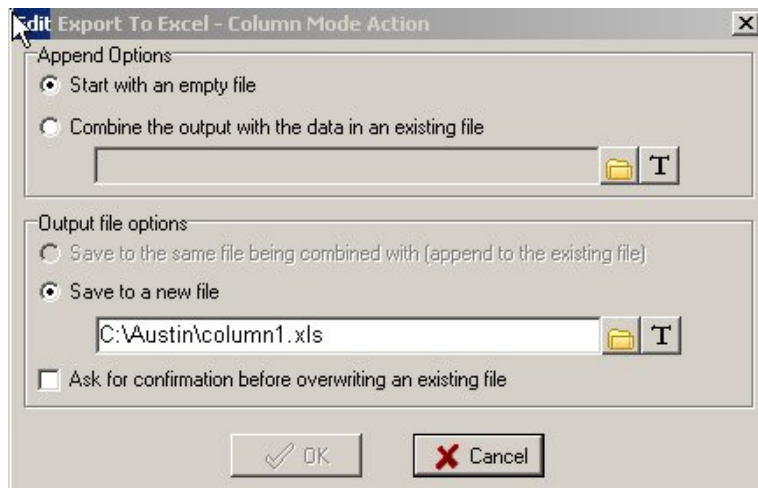 Edit Export To Excel - Column Mode Action
Append Options
Start with an empty file
Combine the output with the data in an existing file
T
Output file options
Save to the same file being combined with (append to the existing file)
Save to a new file
C:\Austin\column1.xls
T
Ask for confirmation before overwriting an existing file
OK
Cancel